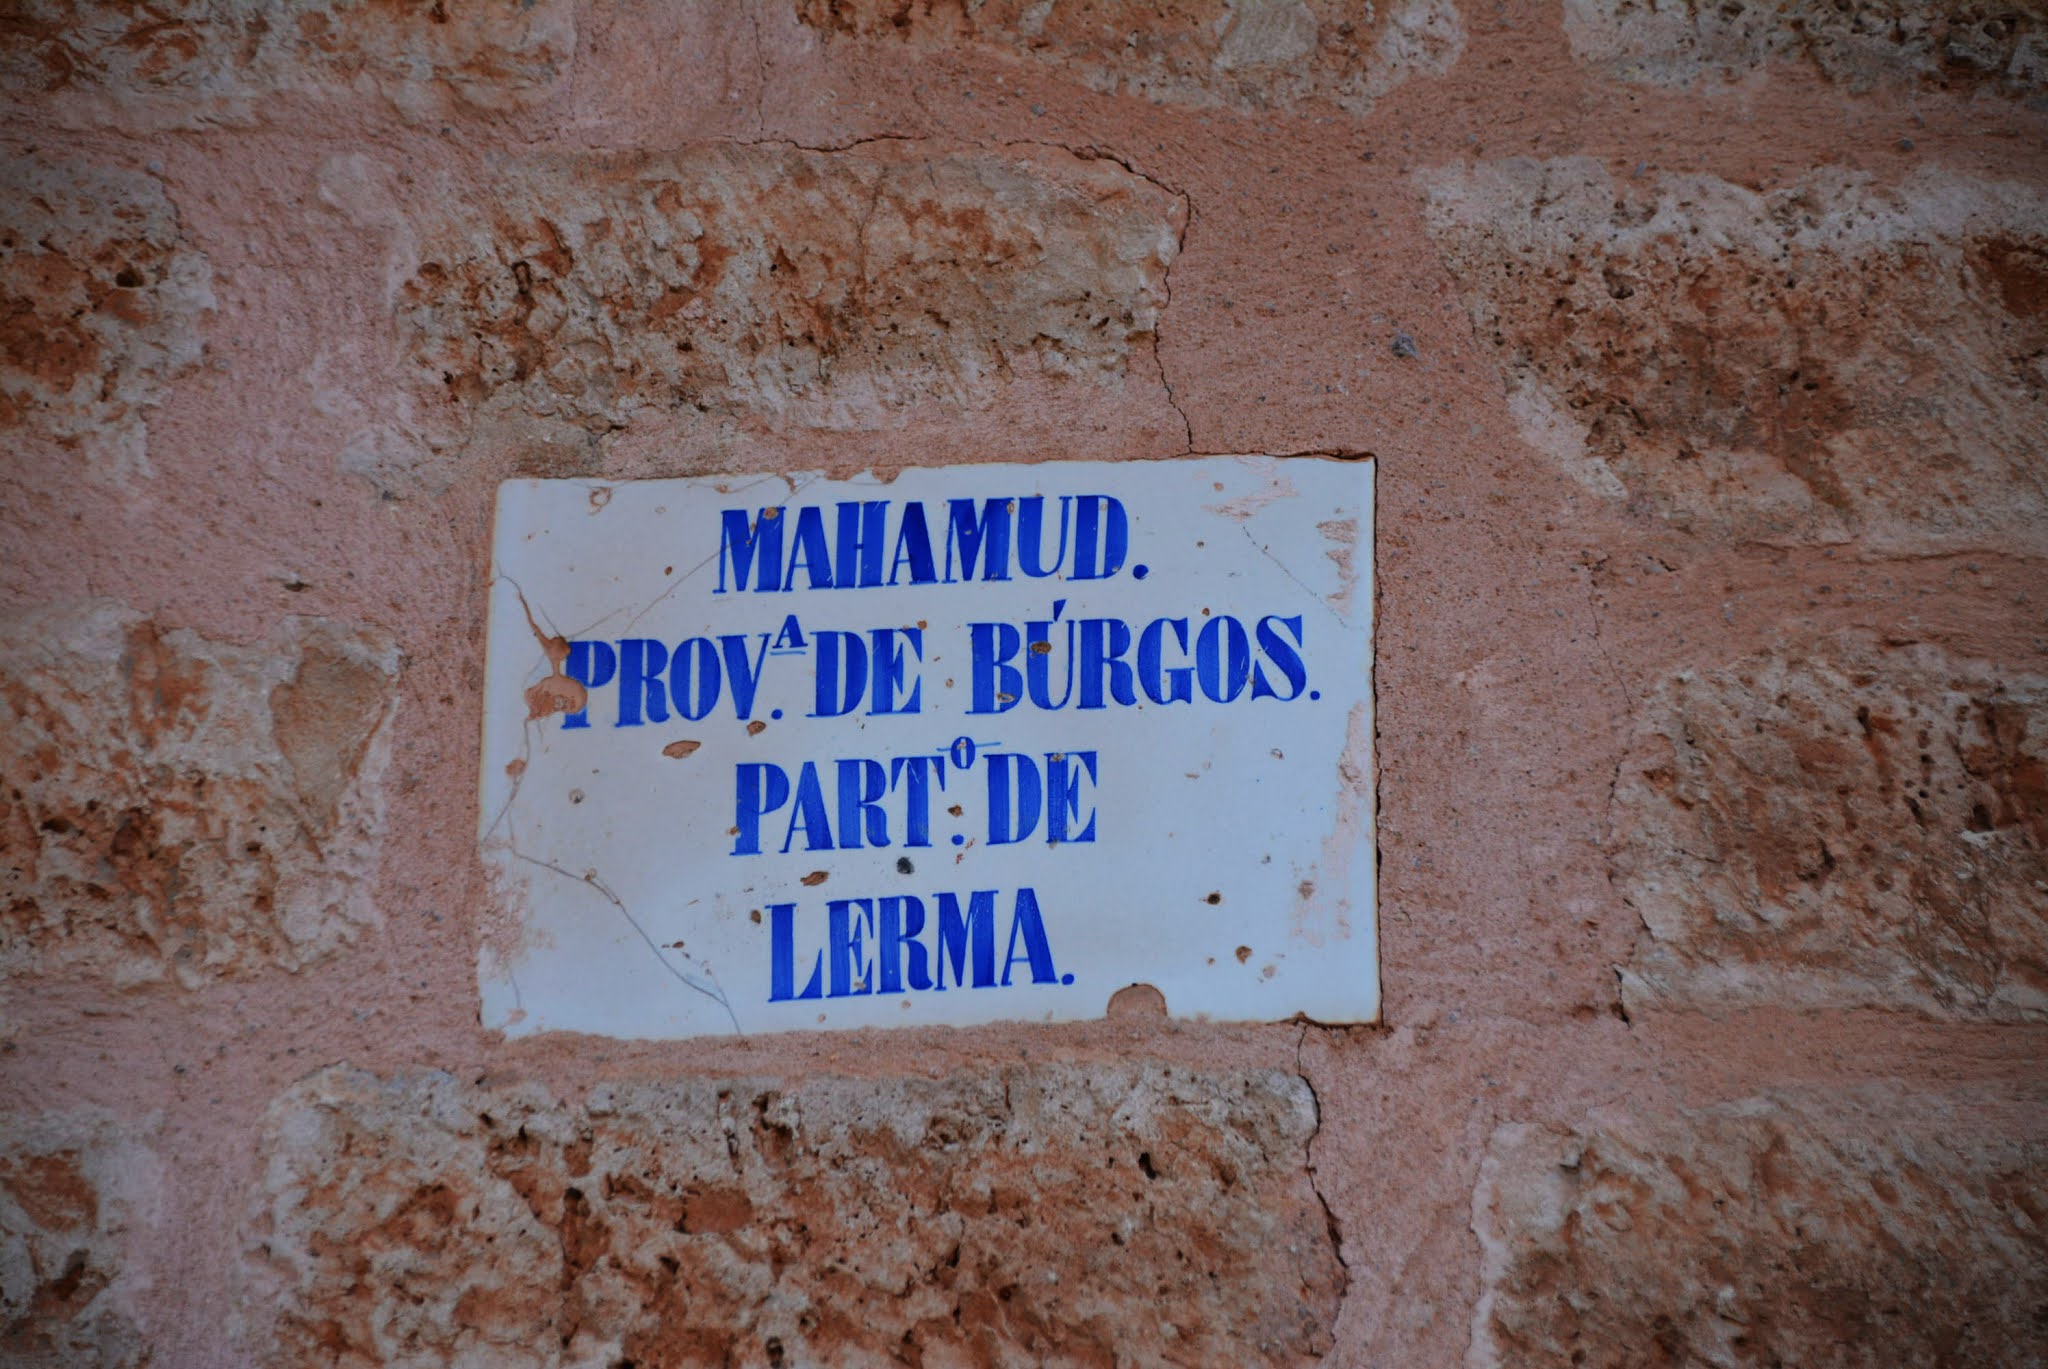 MAHAMUD.
PROVᴬ. DE BÚRGOS.
PARTº. DE
LERMA.